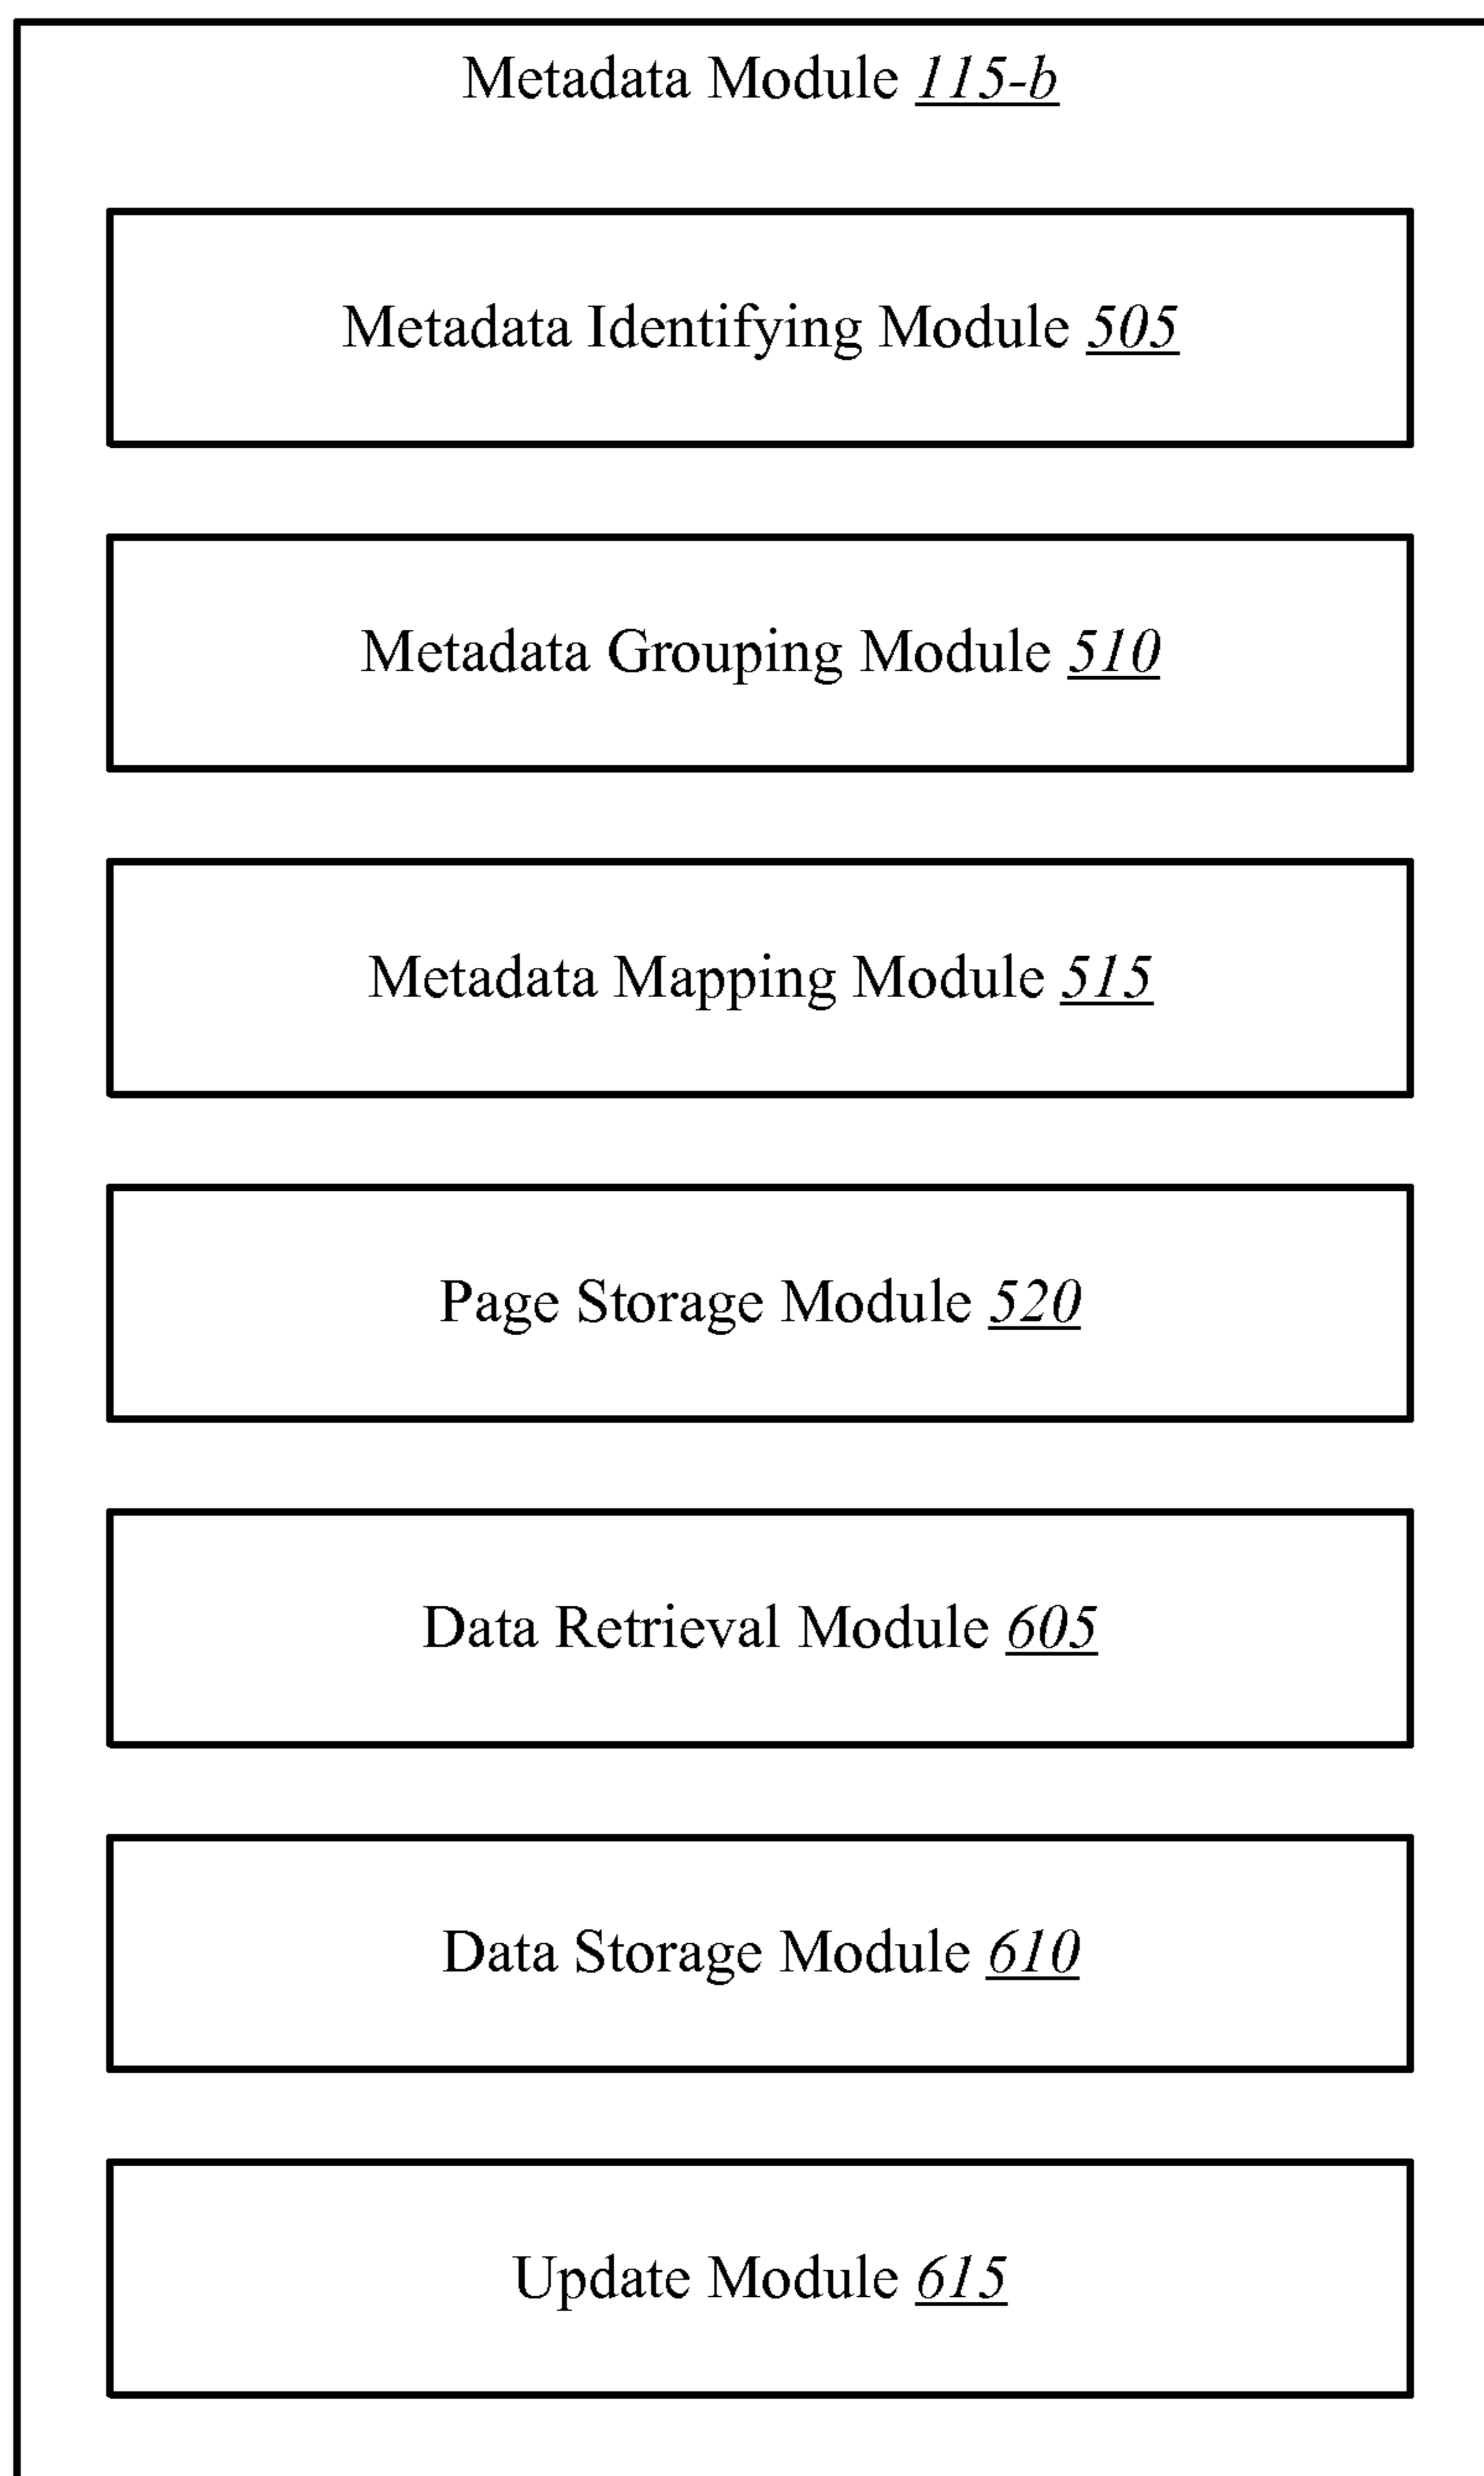 Metadata Module 115-b
Metadata Identifying Module 505
Metadata Grouping Module 510
Metadata Mapping Module 515
Page Storage Module 520
Data Retrieval Module 605
Data Storage Module 610
Update Module 615